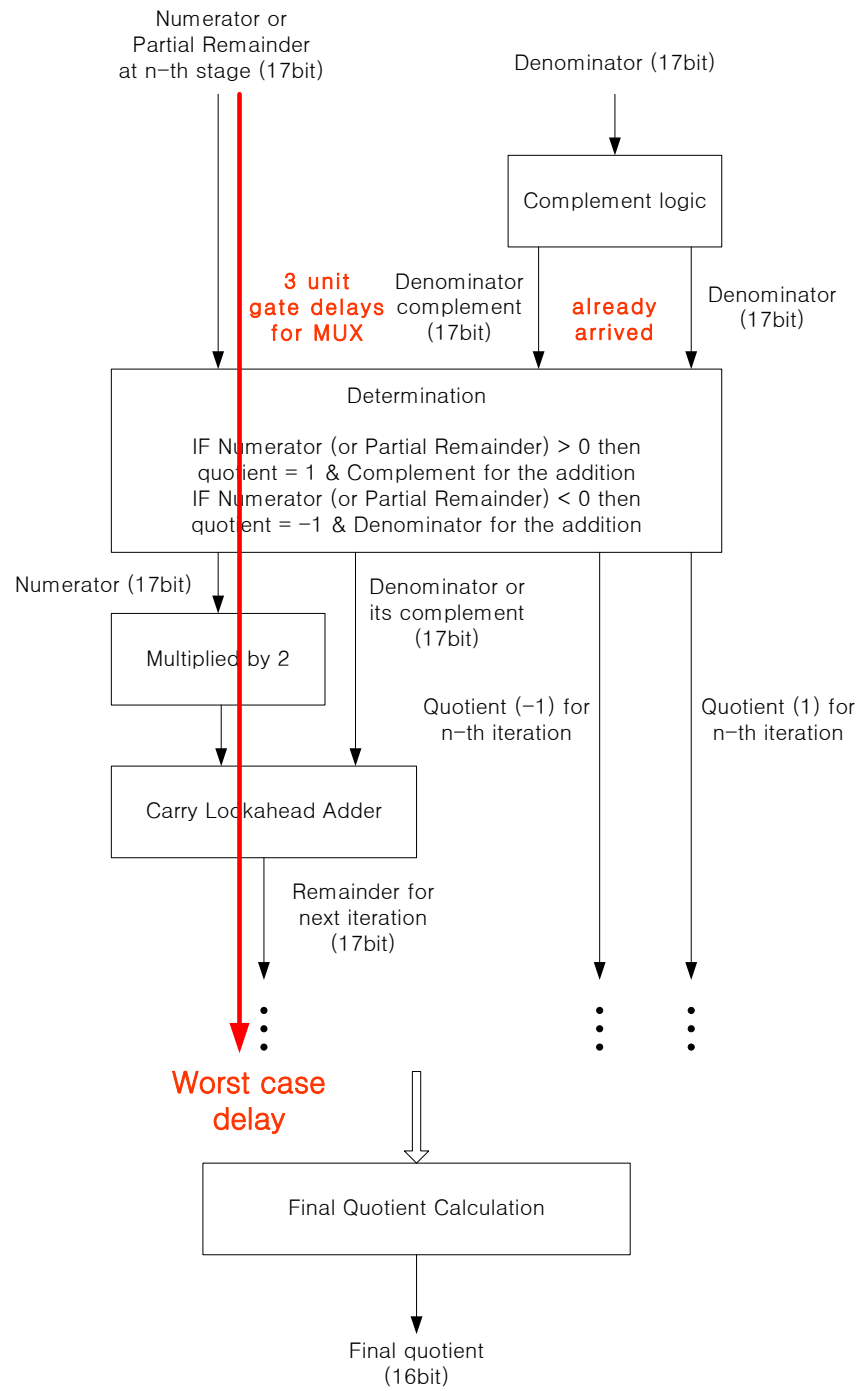 Numerator or
Partial Remainder
at n-th stage (17bit)
Denominator (17bit)
Complement logic
3 unit
gate delays
for MUX
Denominator
complement
(17bit)
already
arrived
Denominator
(17bit)
Determination
IF Numerator (or Partial Remainder) > 0 then
quotient = 1 & Complement for the addition
IF Numerator (or Partial Remainder) < 0 then
quotient = -1 & Denominator for the addition
Numerator (17bit)
Denominator or
its complement
(17bit)
Multiplied by 2
Quotient (-1) for
n-th iteration
Quotient (1) for
n-th iteration
Carry Lookahead Adder
Remainder for
next iteration
(17bit)
Worst case
delay
Final Quotient Calculation
Final quotient
(16bit)